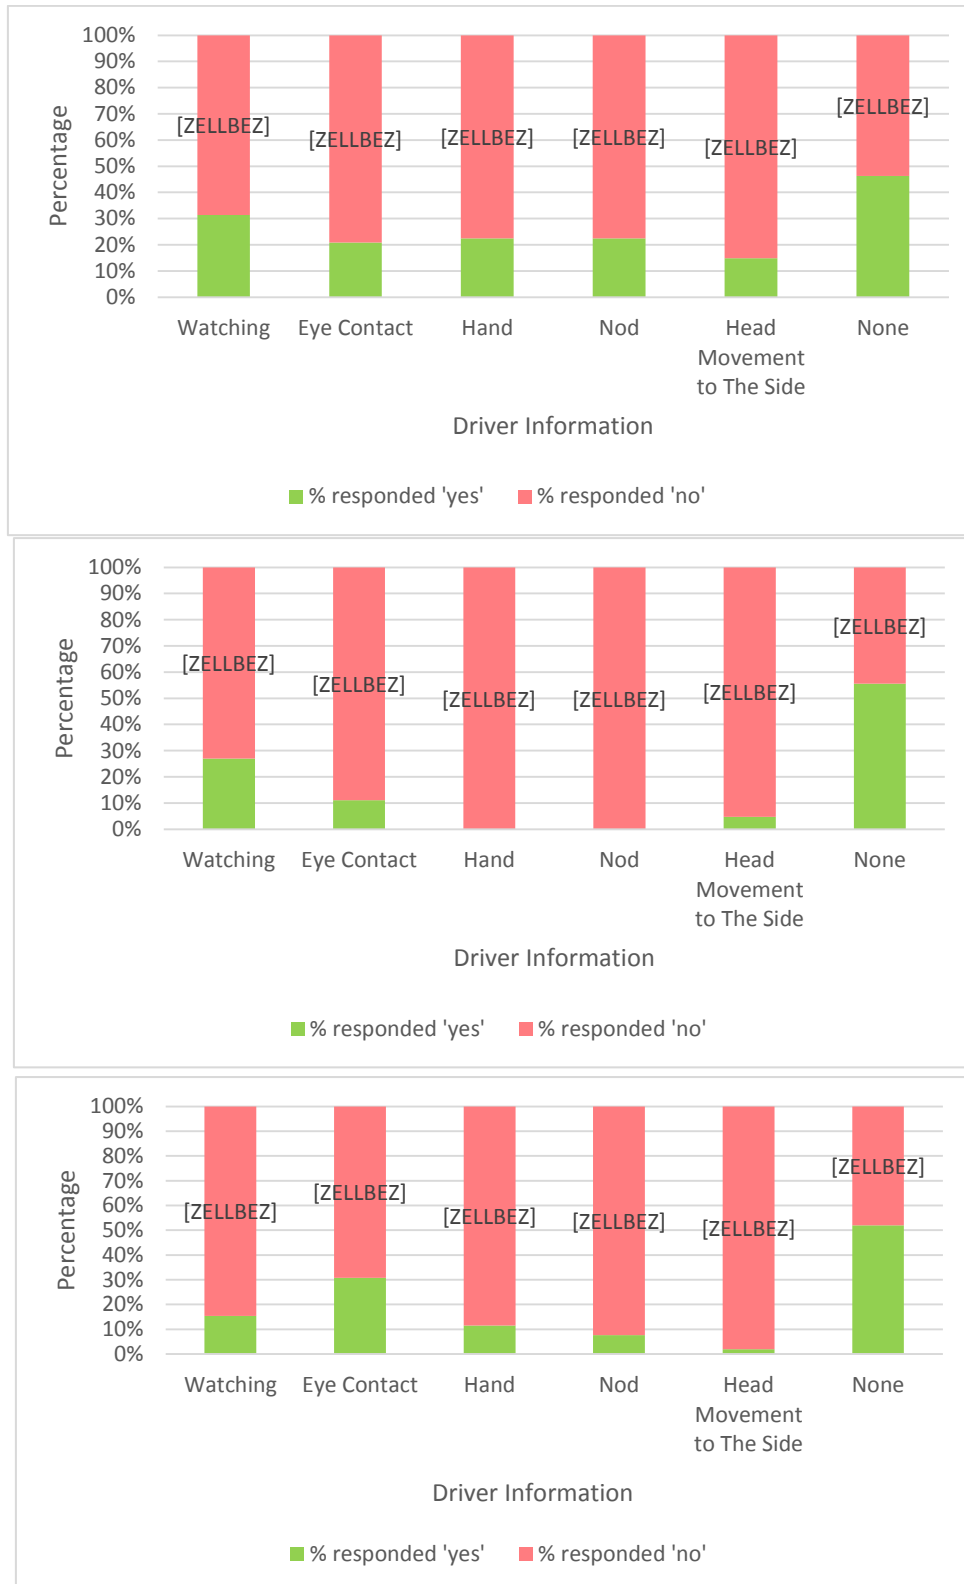 100%
90%
80%
70%
60%
50%
40%
30%
20%
10%
0%
Percentage
[ZELLBEZ] [ZELLBEZ] [ZELLBEZ] [ZELLBEZ] [ZELLBEZ] [ZELLBEZ]
Watching Eye Contact Hand Nod Head None
Movement
to The Side
Driver Information
% responded 'yes' % responded 'no'
100%
90%
80%
70%
60%
50%
40%
30%
20%
10%
0%
Percentage
[ZELLBEZ] [ZELLBEZ] [ZELLBEZ] [ZELLBEZ] [ZELLBEZ] [ZELLBEZ]
Watching Eye Contact Hand Nod Head None
Movement
to The Side
Driver Information
% responded 'yes' % responded 'no'
100%
90%
80%
70%
60%
50%
40%
30%
20%
10%
0%
Percentage
[ZELLBEZ] [ZELLBEZ] [ZELLBEZ] [ZELLBEZ] [ZELLBEZ] [ZELLBEZ]
Watching Eye Contact Hand Nod Head None
Movement
to The Side
Driver Information
% responded 'yes' % responded 'no'